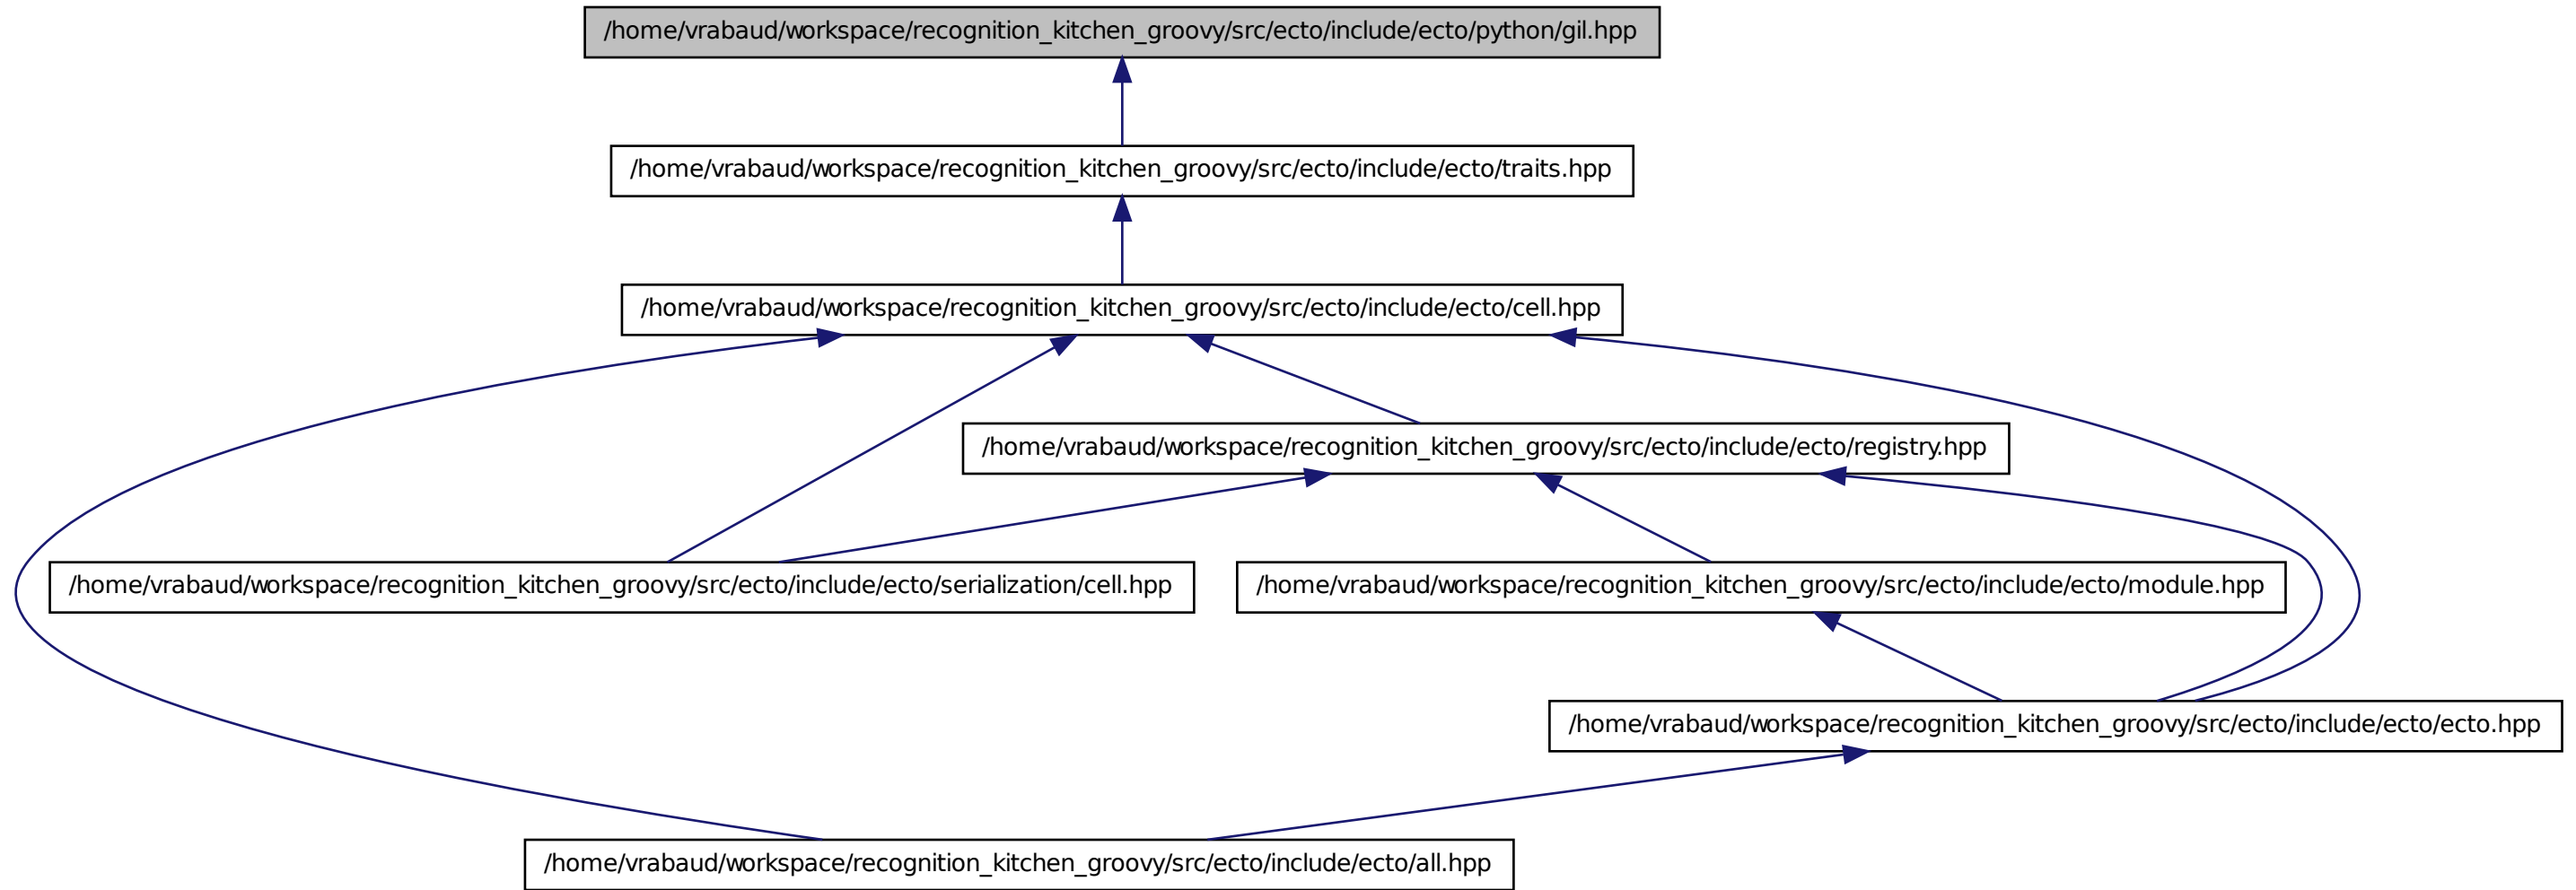 /home/vrabaud/workspace/recognition_kitchen_groovy/src/ecto/include/ecto/python/gil.hpp
/home/vrabaud/workspace/recognition_kitchen_groovy/src/ecto/include/ecto/traits.hpp
/home/vrabaud/workspace/recognition_kitchen_groovy/src/ecto/include/ecto/cell.hpp
/home/vrabaud/workspace/recognition_kitchen_groovy/src/ecto/include/ecto/registry.hpp
/home/vrabaud/workspace/recognition_kitchen_groovy/src/ecto/include/ecto/serialization/cell.hpp
/home/vrabaud/workspace/recognition_kitchen_groovy/src/ecto/include/ecto/module.hpp
/home/vrabaud/workspace/recognition_kitchen_groovy/src/ecto/include/ecto/ecto.hpp
/home/vrabaud/workspace/recognition_kitchen_groovy/src/ecto/include/ecto/all.hpp